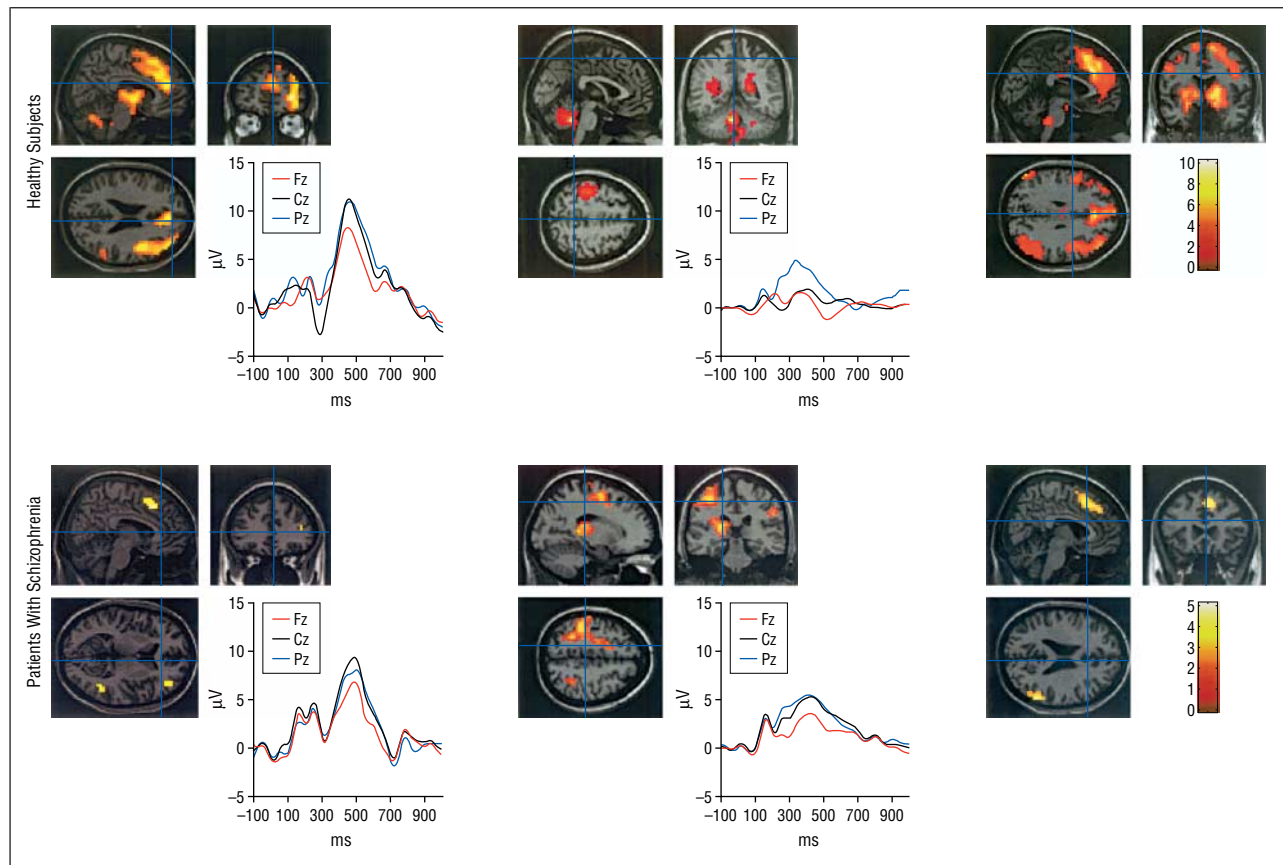 Healthy Subjects
15
10
5
0
−5
μV
Fz
Cz
Pz
−100 100 300 500 700 900
ms
15
10
5
0
−5
μV
Fz
Cz
Pz
−100 100 300 500 700 900
ms
10
8
6
4
2
0
Patients With Schizophrenia
15
10
5
0
−5
μV
Fz
Cz
Pz
−100 100 300 500 700 900
ms
15
10
5
0
−5
μV
Fz
Cz
Pz
−100 100 300 500 700 900
ms
5
4
3
2
1
0